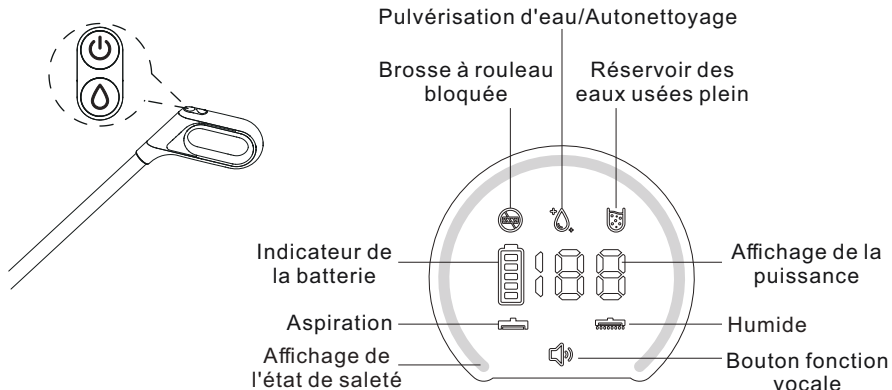 Pulvérisation d'eau/Autonettoyage
Brosse à rouleau
bloquée
Réservoir des
eaux usées plein
Indicateur de
la batterie
188
Affichage de la
puissance
Aspiration
Humide
Affichage de
l'état de saleté
Bouton fonction
vocale